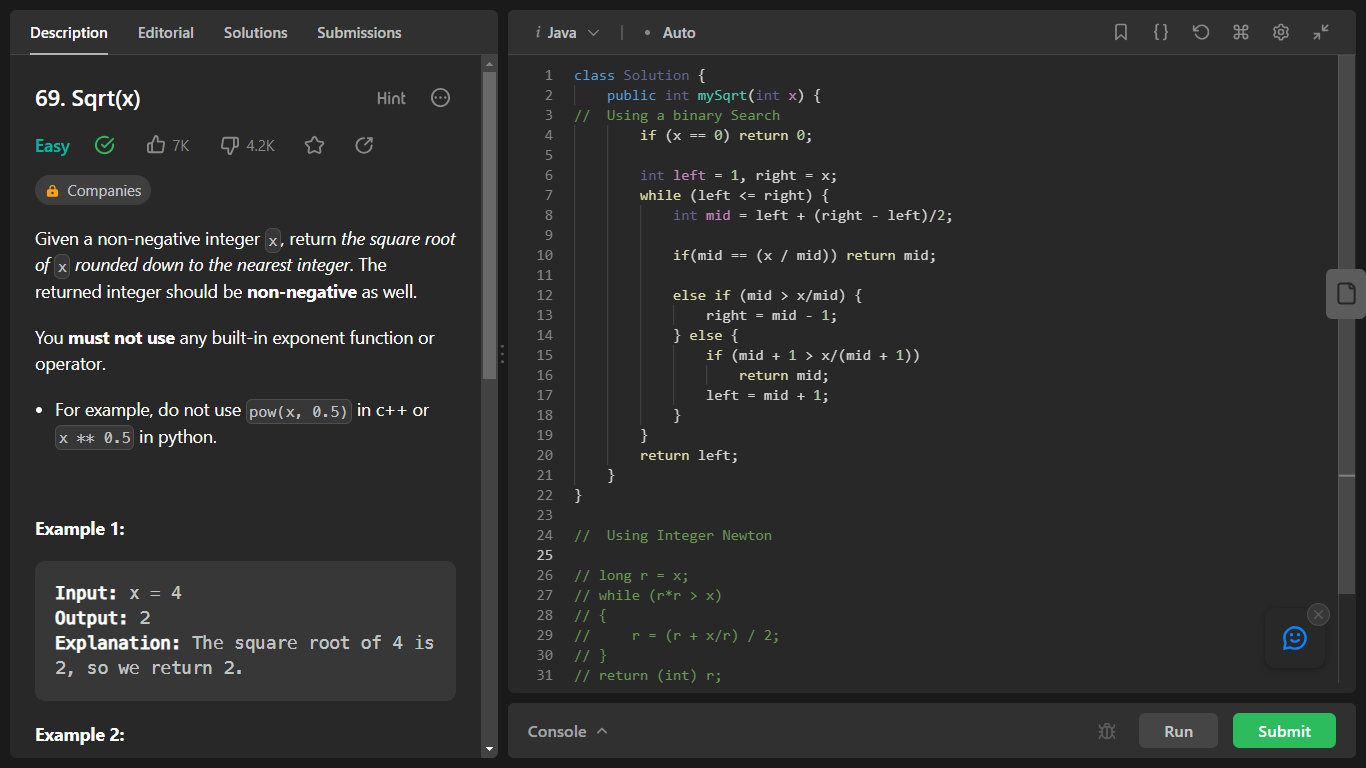 Description Editorial Solutions Submissions
69. Sqrt(x) Hint
Easy 7K 4.2K
Companies
Given a non-negative integer x, return the square root
of x rounded down to the nearest integer. The
returned integer should be non-negative as well.
You must not use any built-in exponent function or
operator.
• For example, do not use pow(x, 0.5) in c++ or
x ** 0.5 in python.
Example 1:
Input: x = 4
Output: 2
Explanation: The square root of 4 is
2, so we return 2.
Example 2:
i Java | • Auto
1 class Solution {
2     public int mySqrt(int x) {
3 //  Using a binary Search
4         if (x == 0) return 0;
5
6         int left = 1, right = x;
7         while (left <= right) {
8             int mid = left + (right - left)/2;
9
10             if(mid == (x / mid)) return mid;
11
12             else if (mid > x/mid) {
13                 right = mid - 1;
14             } else {
15                 if (mid + 1 > x/(mid + 1))
16                     return mid;
17                 left = mid + 1;
18             }
19         }
20         return left;
21     }
22 }
23
24 //  Using Integer Newton
25
26 // long r = x;
27 // while (r*r > x)
28 // {
29 //     r = (r + x/r) / 2;
30 // }
31 // return (int) r;
Console Run Submit